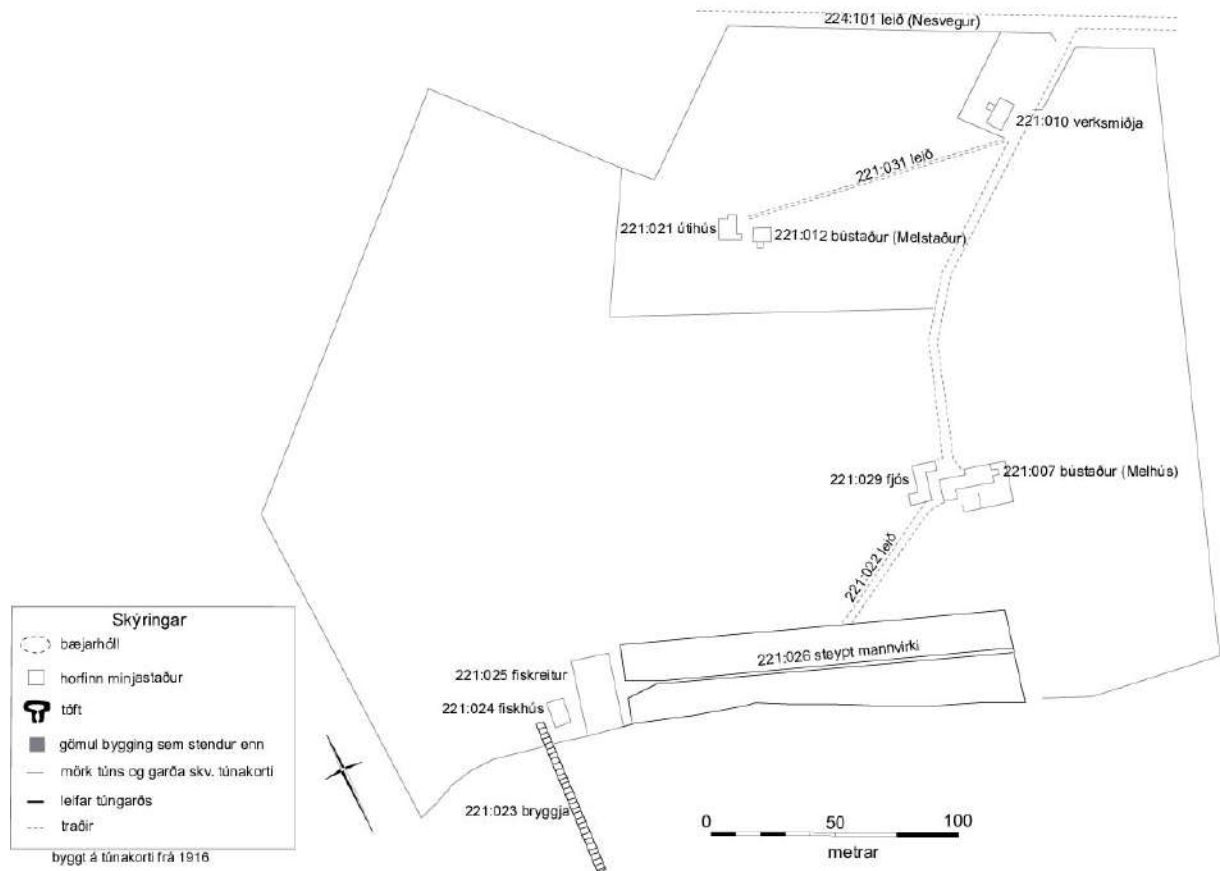 224:101 leið (Nesvegur)
221:010 verksmiðja
221:031 leið
221:021 útihús
221:012 bústaður (Melstaður)
221:029 fjós
221:007 bústaður (Melhús)
221:022 leið
221:026 steypt mannvirki
221:025 fiskreitur
221:024 fiskhús
221:023 bryggja
Skýringar
bæjarhóll
horfinn minjastaður
tóft
gömul bygging sem stendur enn
mörk túns og garða skv. túnakorti
leifar túngarðs
traðir
byggt á túnakorti frá 1916
0 50 100
metrar